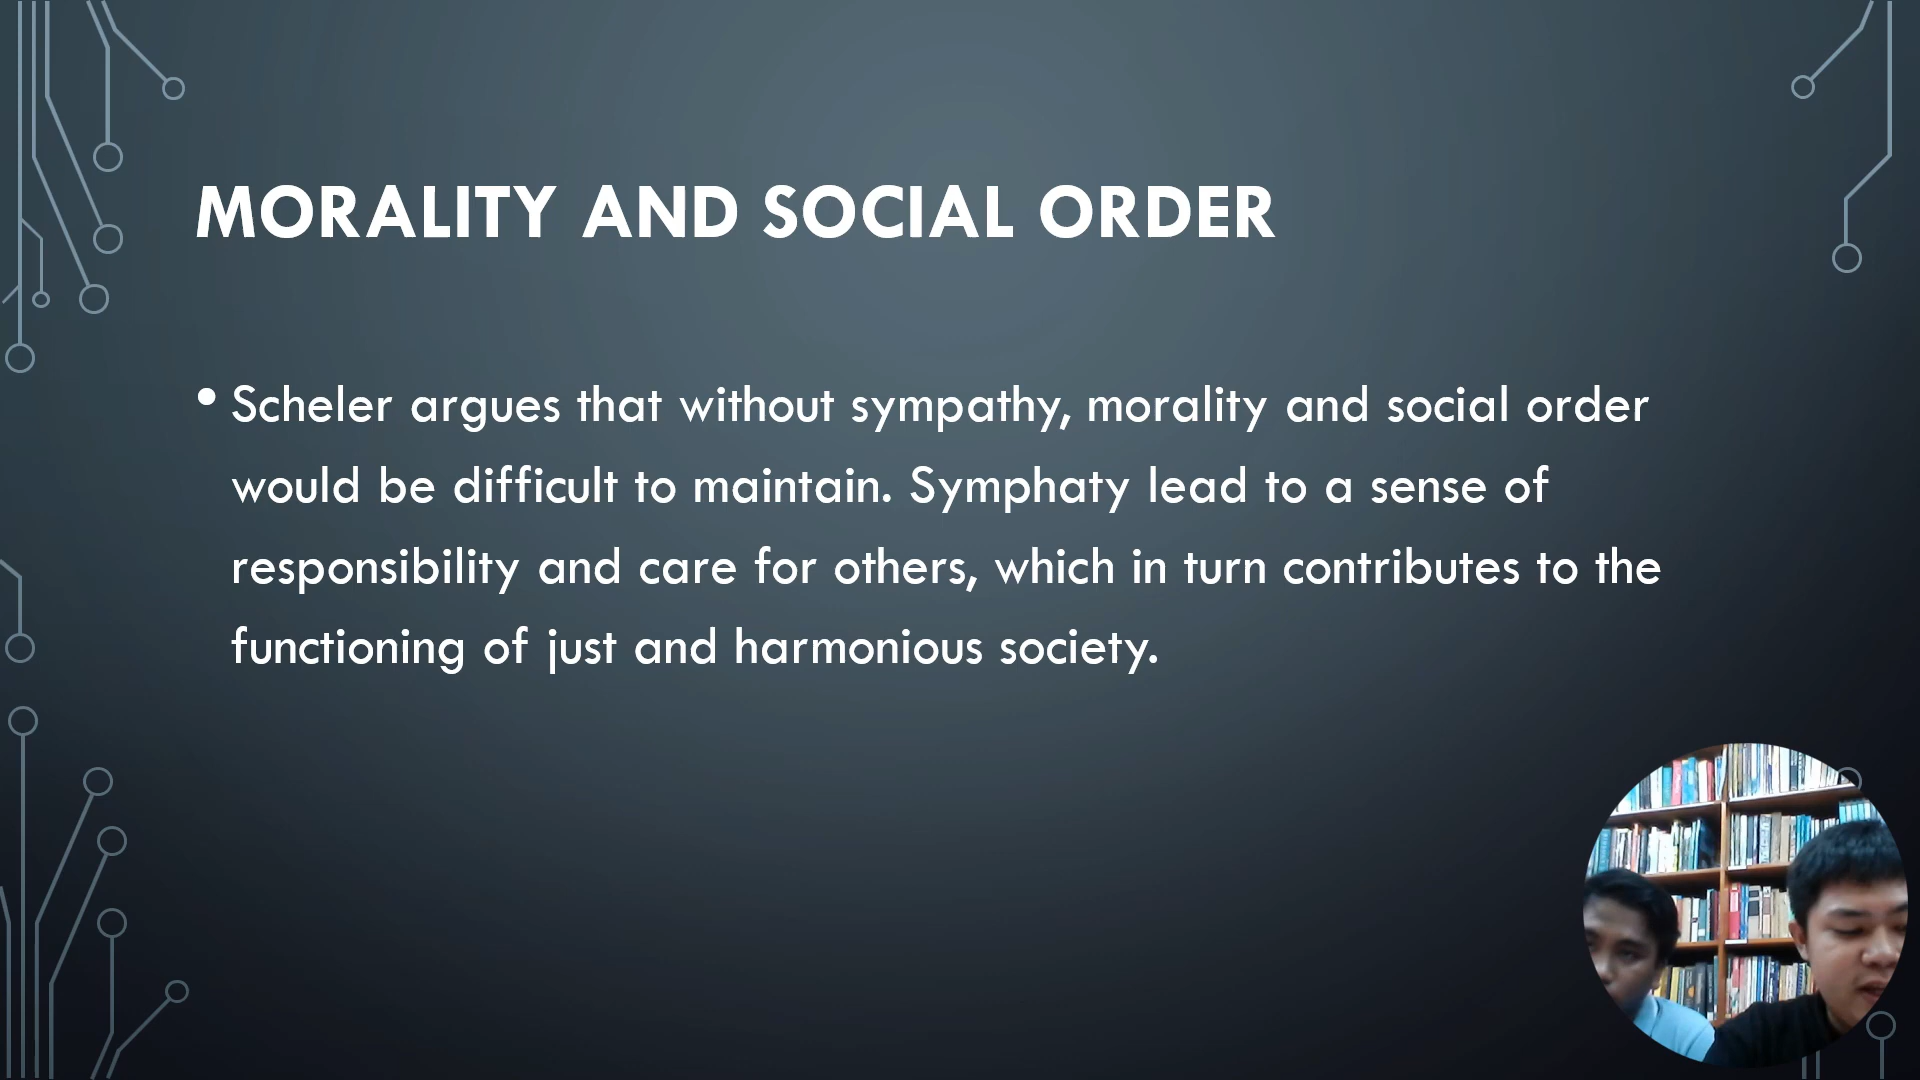 MORALITY AND SOCIAL ORDER
• Scheler argues that without sympathy, morality and social order
would be difficult to maintain. Symphaty lead to a sense of
responsibility and care for others, which in turn contributes to the
functioning of just and harmonious society.